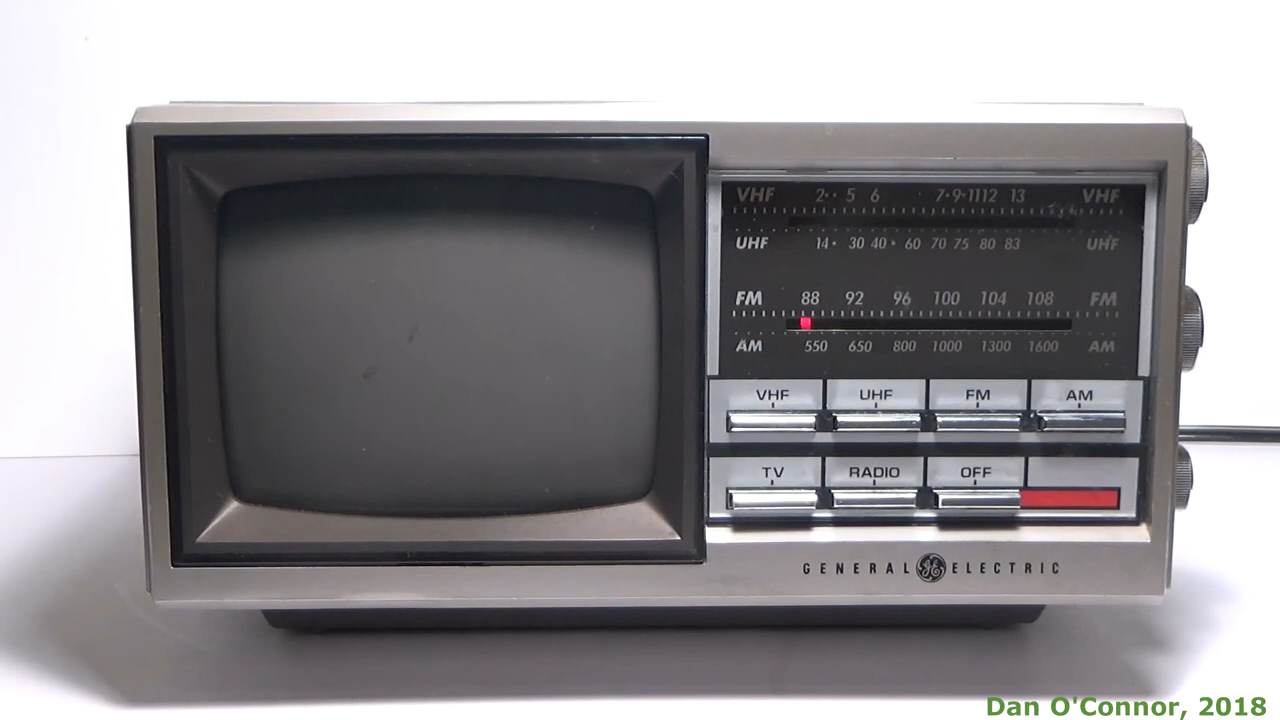 VHF 2•• 5 6 •7•9•1112 13 VHF
UHF 14• 30 40• 60 70 75 80 83 UHF
FM 88 92 96 100 104 108 FM
AM 550 650 800 1000 1300 1600 AM
VHF UHF FM AM
TV RADIO OFF
GENERAL GE ELECTRIC
Dan O'Connor, 2018